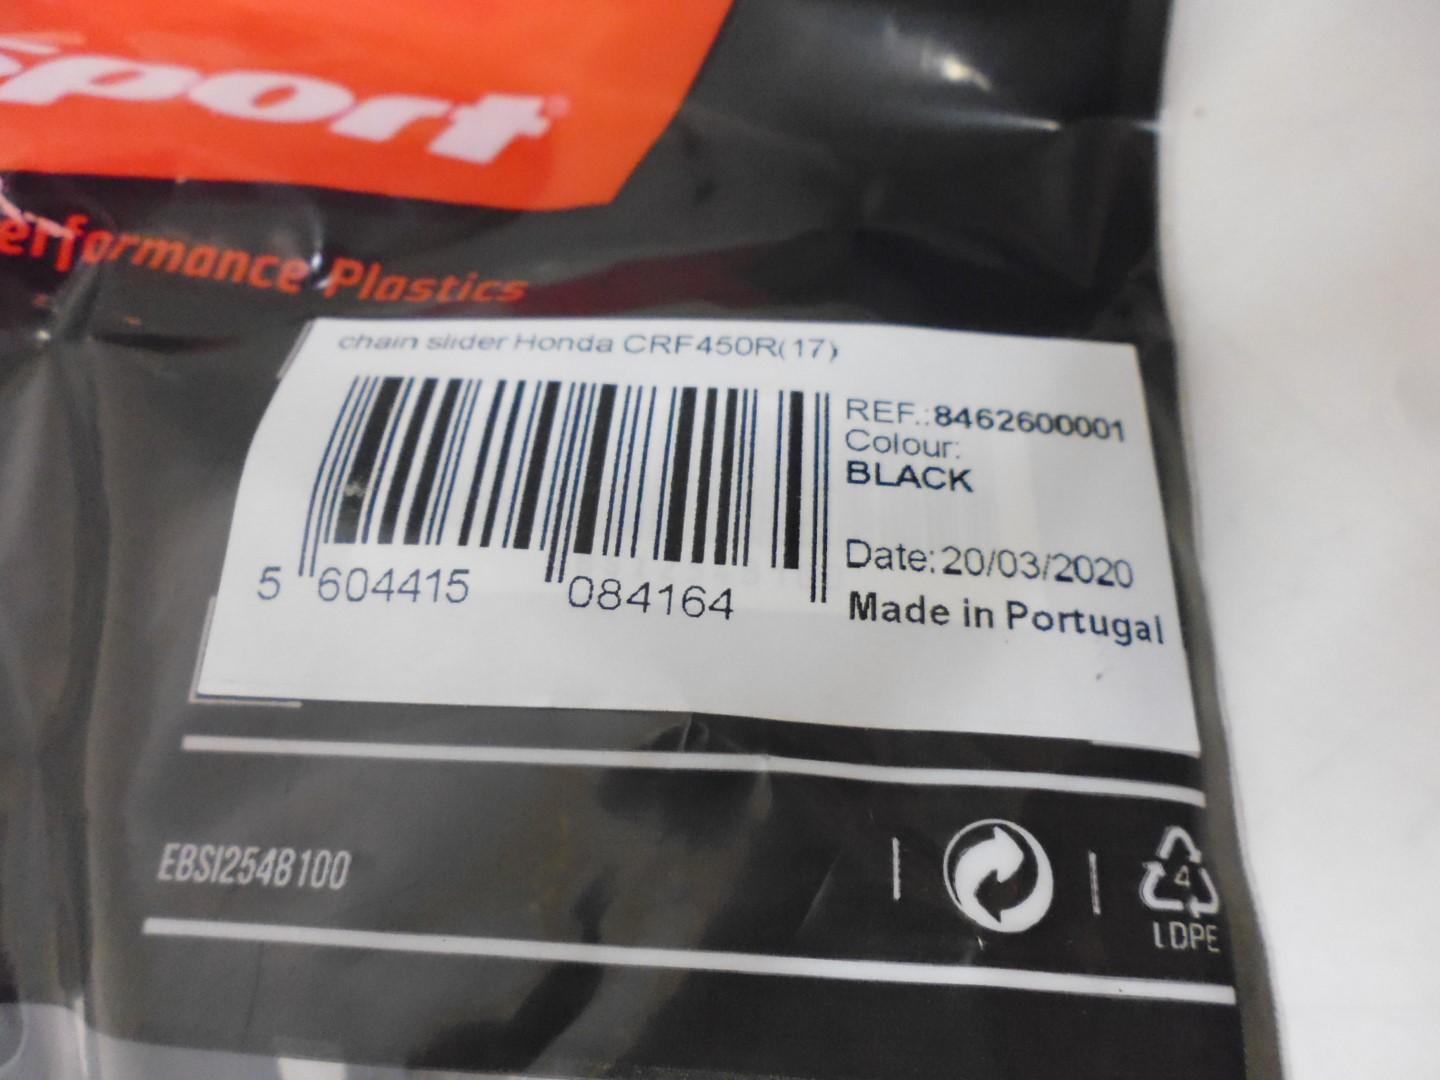 Sport®
erformance Plastics
chain slider Honda CRF450R(17)
REF.:8462600001
Colour:
BLACK
Date:20/03/2020
Made in Portugal
5 604415 084164
EBSI2548100
4
LDPE